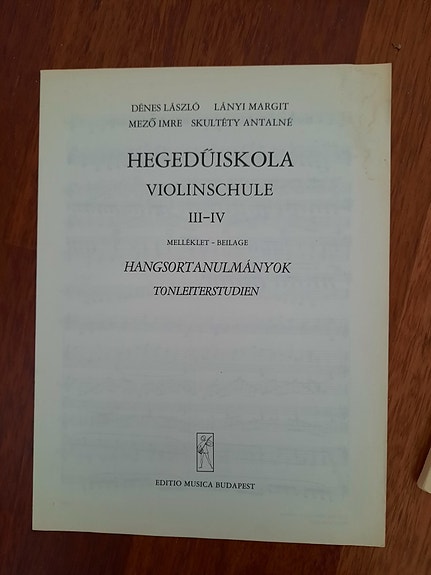 DÉNES LÁSZLÓ LÁNYI MARGIT
MEZŐ IMRE SKULTÉTY ANTALNÉ
HEGEDŰISKOLA
VIOLINSCHULE
III–IV
MELLÉKLET – BEILAGE
HANGSORTANULMÁNYOK
TONLEITERSTUDIEN
EDITIO MUSICA BUDAPEST